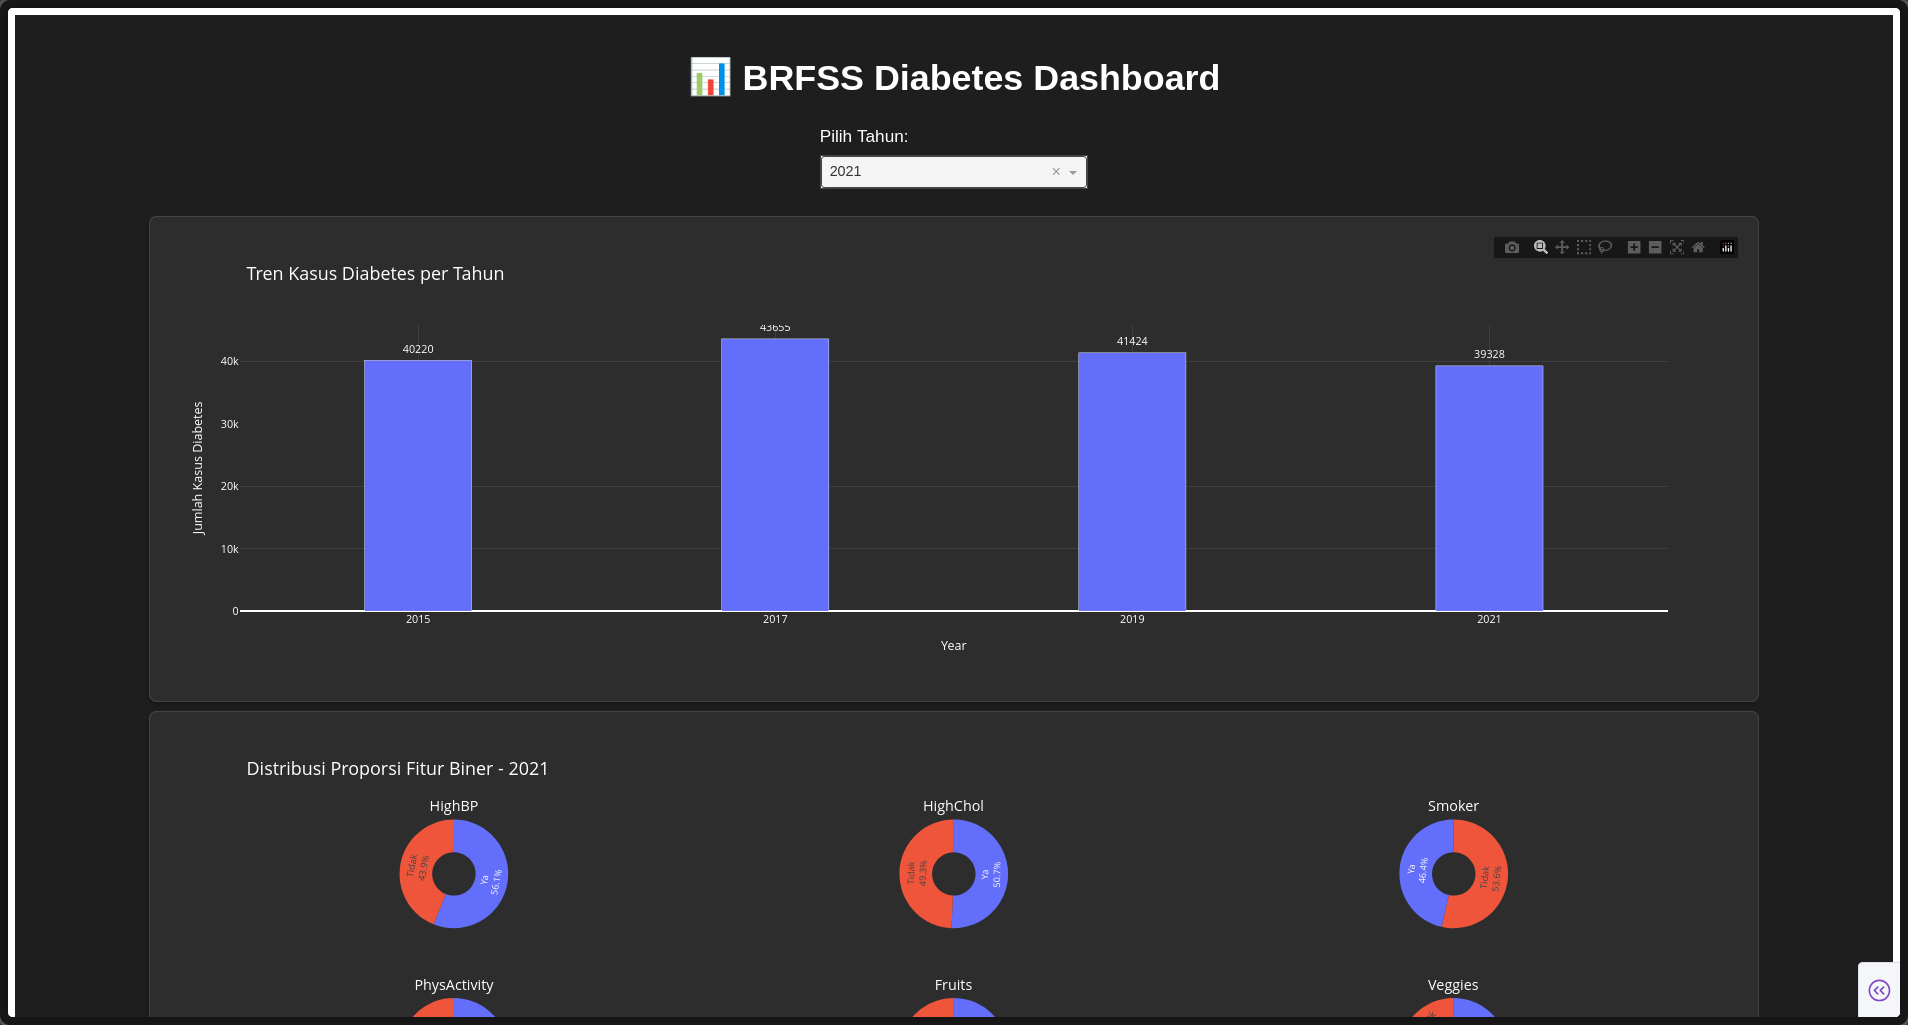 📊 BRFSS Diabetes Dashboard
Pilih Tahun:
2021
Tren Kasus Diabetes per Tahun
Jumlah Kasus Diabetes
40k
30k
20k
10k
0
40220
43655
41424
39328
2015
2017
2019
2021
Year
Distribusi Proporsi Fitur Biner - 2021
HighBP
Tidak
43.9%
Ya
56.1%
HighChol
Tidak
49.3%
Ya
50.7%
Smoker
Ya
46.4%
Tidak
53.6%
PhysActivity
Fruits
Veggies